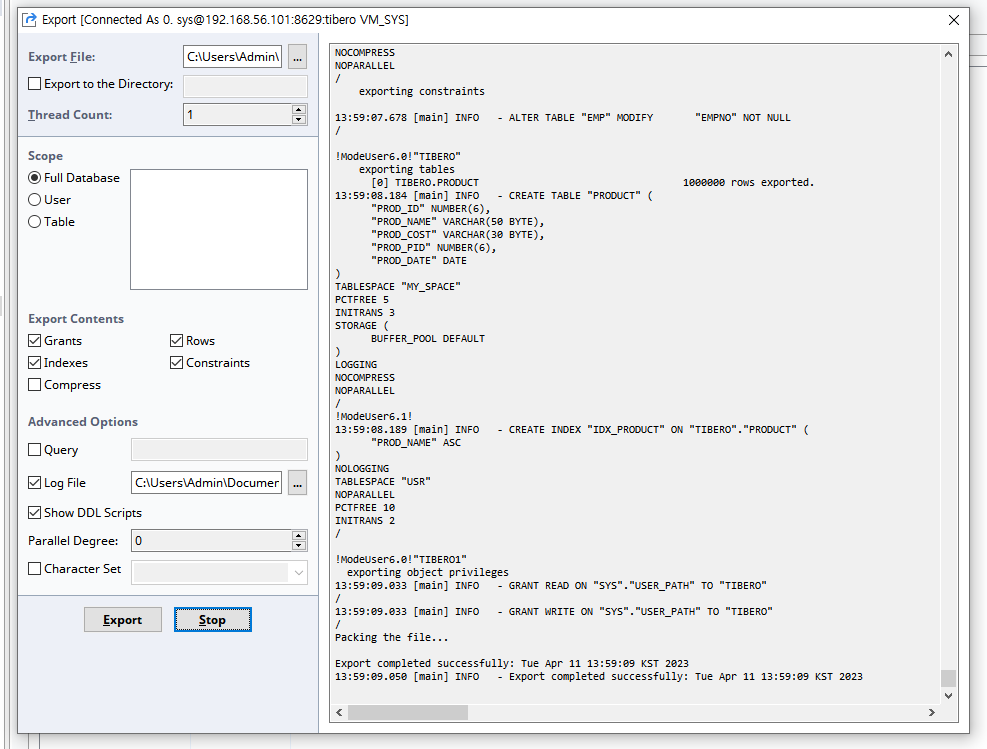 Export [Connected As 0. sys@192.168.56.101:8629:tibero VM_SYS]
Export File:
C:\Users\Admin\
...
Export to the Directory:
Thread Count:
1
Scope
Full Database
User
Table
Export Contents
Grants
Rows
Indexes
Constraints
Compress
Advanced Options
Query
Log File
C:\Users\Admin\Documer
...
Show DDL Scripts
Parallel Degree:
0
Character Set
Export
Stop
NOCOMPRESS
NOPARALLEL
/
exporting constraints
13:59:07.678 [main] INFO - ALTER TABLE "EMP" MODIFY "EMPNO" NOT NULL
/
!ModeUser6.0!"TIBERO"
exporting tables
[0] TIBERO.PRODUCT 1000000 rows exported.
13:59:08.184 [main] INFO - CREATE TABLE "PRODUCT" (
"PROD_ID" NUMBER(6),
"PROD_NAME" VARCHAR(50 BYTE),
"PROD_COST" VARCHAR(30 BYTE),
"PROD_PID" NUMBER(6),
"PROD_DATE" DATE
)
TABLESPACE "MY_SPACE"
PCTFREE 5
INITRANS 3
STORAGE (
BUFFER_POOL DEFAULT
)
LOGGING
NOCOMPRESS
NOPARALLEL
/
!ModeUser6.1!
13:59:08.189 [main] INFO - CREATE INDEX "IDX_PRODUCT" ON "TIBERO"."PRODUCT" (
"PROD_NAME" ASC
)
NOLOGGING
TABLESPACE "USR"
NOPARALLEL
PCTFREE 10
INITRANS 2
/
!ModeUser6.0!"TIBERO1"
exporting object privileges
13:59:09.033 [main] INFO - GRANT READ ON "SYS"."USER_PATH" TO "TIBERO"
/
13:59:09.033 [main] INFO - GRANT WRITE ON "SYS"."USER_PATH" TO "TIBERO"
/
Packing the file...
Export completed successfully: Tue Apr 11 13:59:09 KST 2023
13:59:09.050 [main] INFO - Export completed successfully: Tue Apr 11 13:59:09 KST 2023